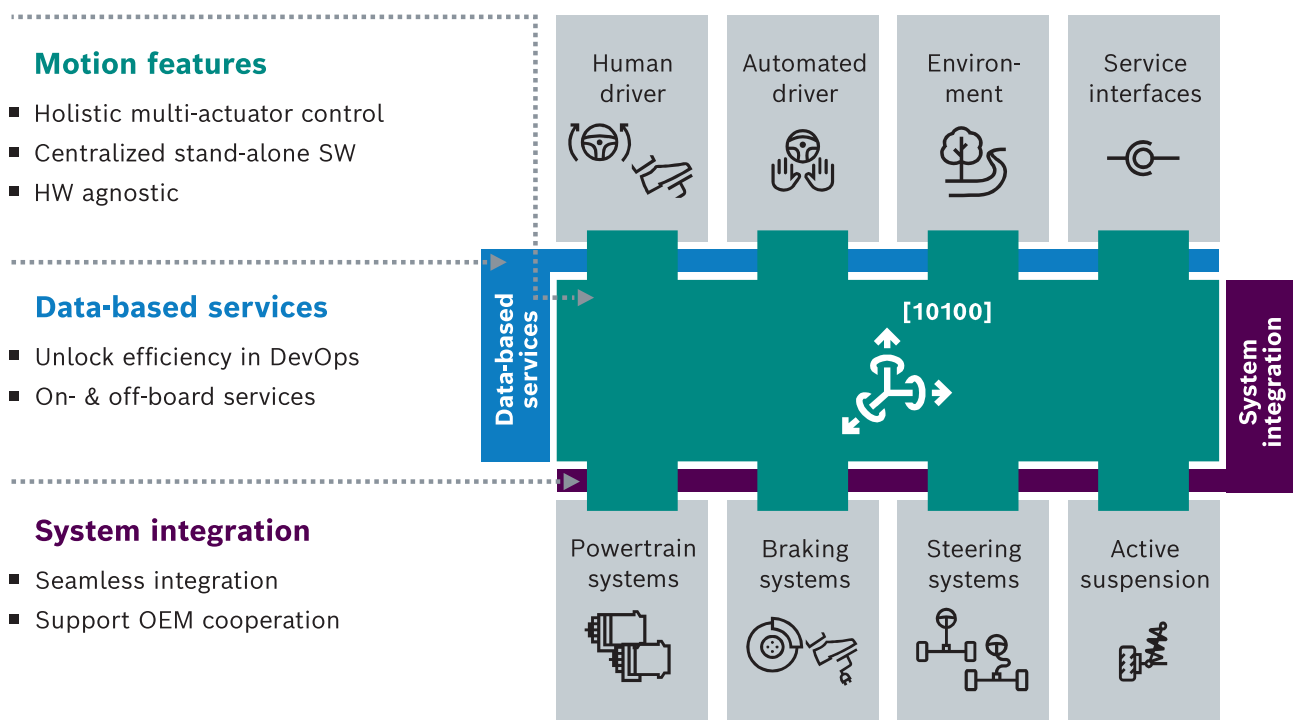 Motion features
Holistic multi-actuator control
Centralized stand-alone SW
HW agnostic
Data-based services
Unlock efficiency in DevOps
On- & off-board services
System integration
Seamless integration
Support OEM cooperation
Human
driver
Automated
driver
Environ-
ment
Service
interfaces
Data-based
services
[10100]
System
integration
Powertrain
systems
Braking
systems
Steering
systems
Active
suspension